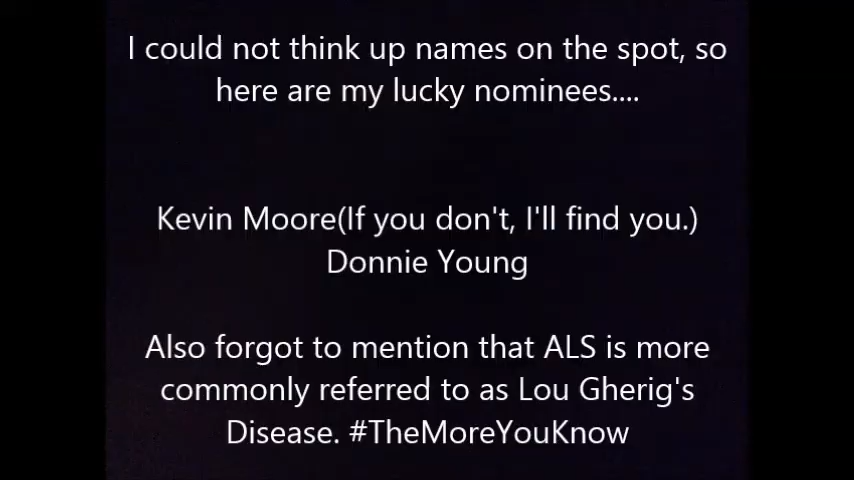 I could not think up names on the spot, so
here are my lucky nominees....
Kevin Moore(If you don't, I'll find you.)
Donnie Young
Also forgot to mention that ALS is more
commonly referred to as Lou Gherig's
Disease. #TheMoreYouKnow